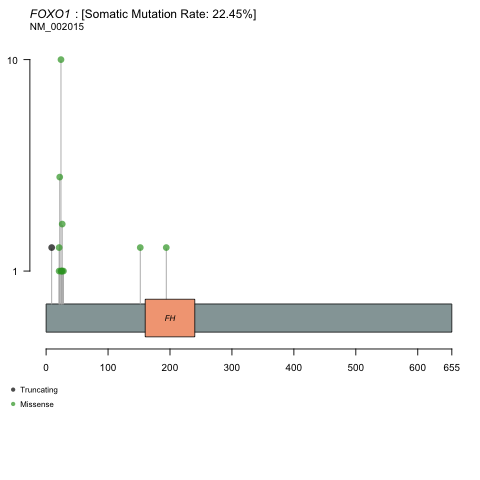 FOXO1 : [Somatic Mutation Rate: 22.45%]
NM_002015
10
1
FH
0 100 200 300 400 500 600 655
Truncating
Missense